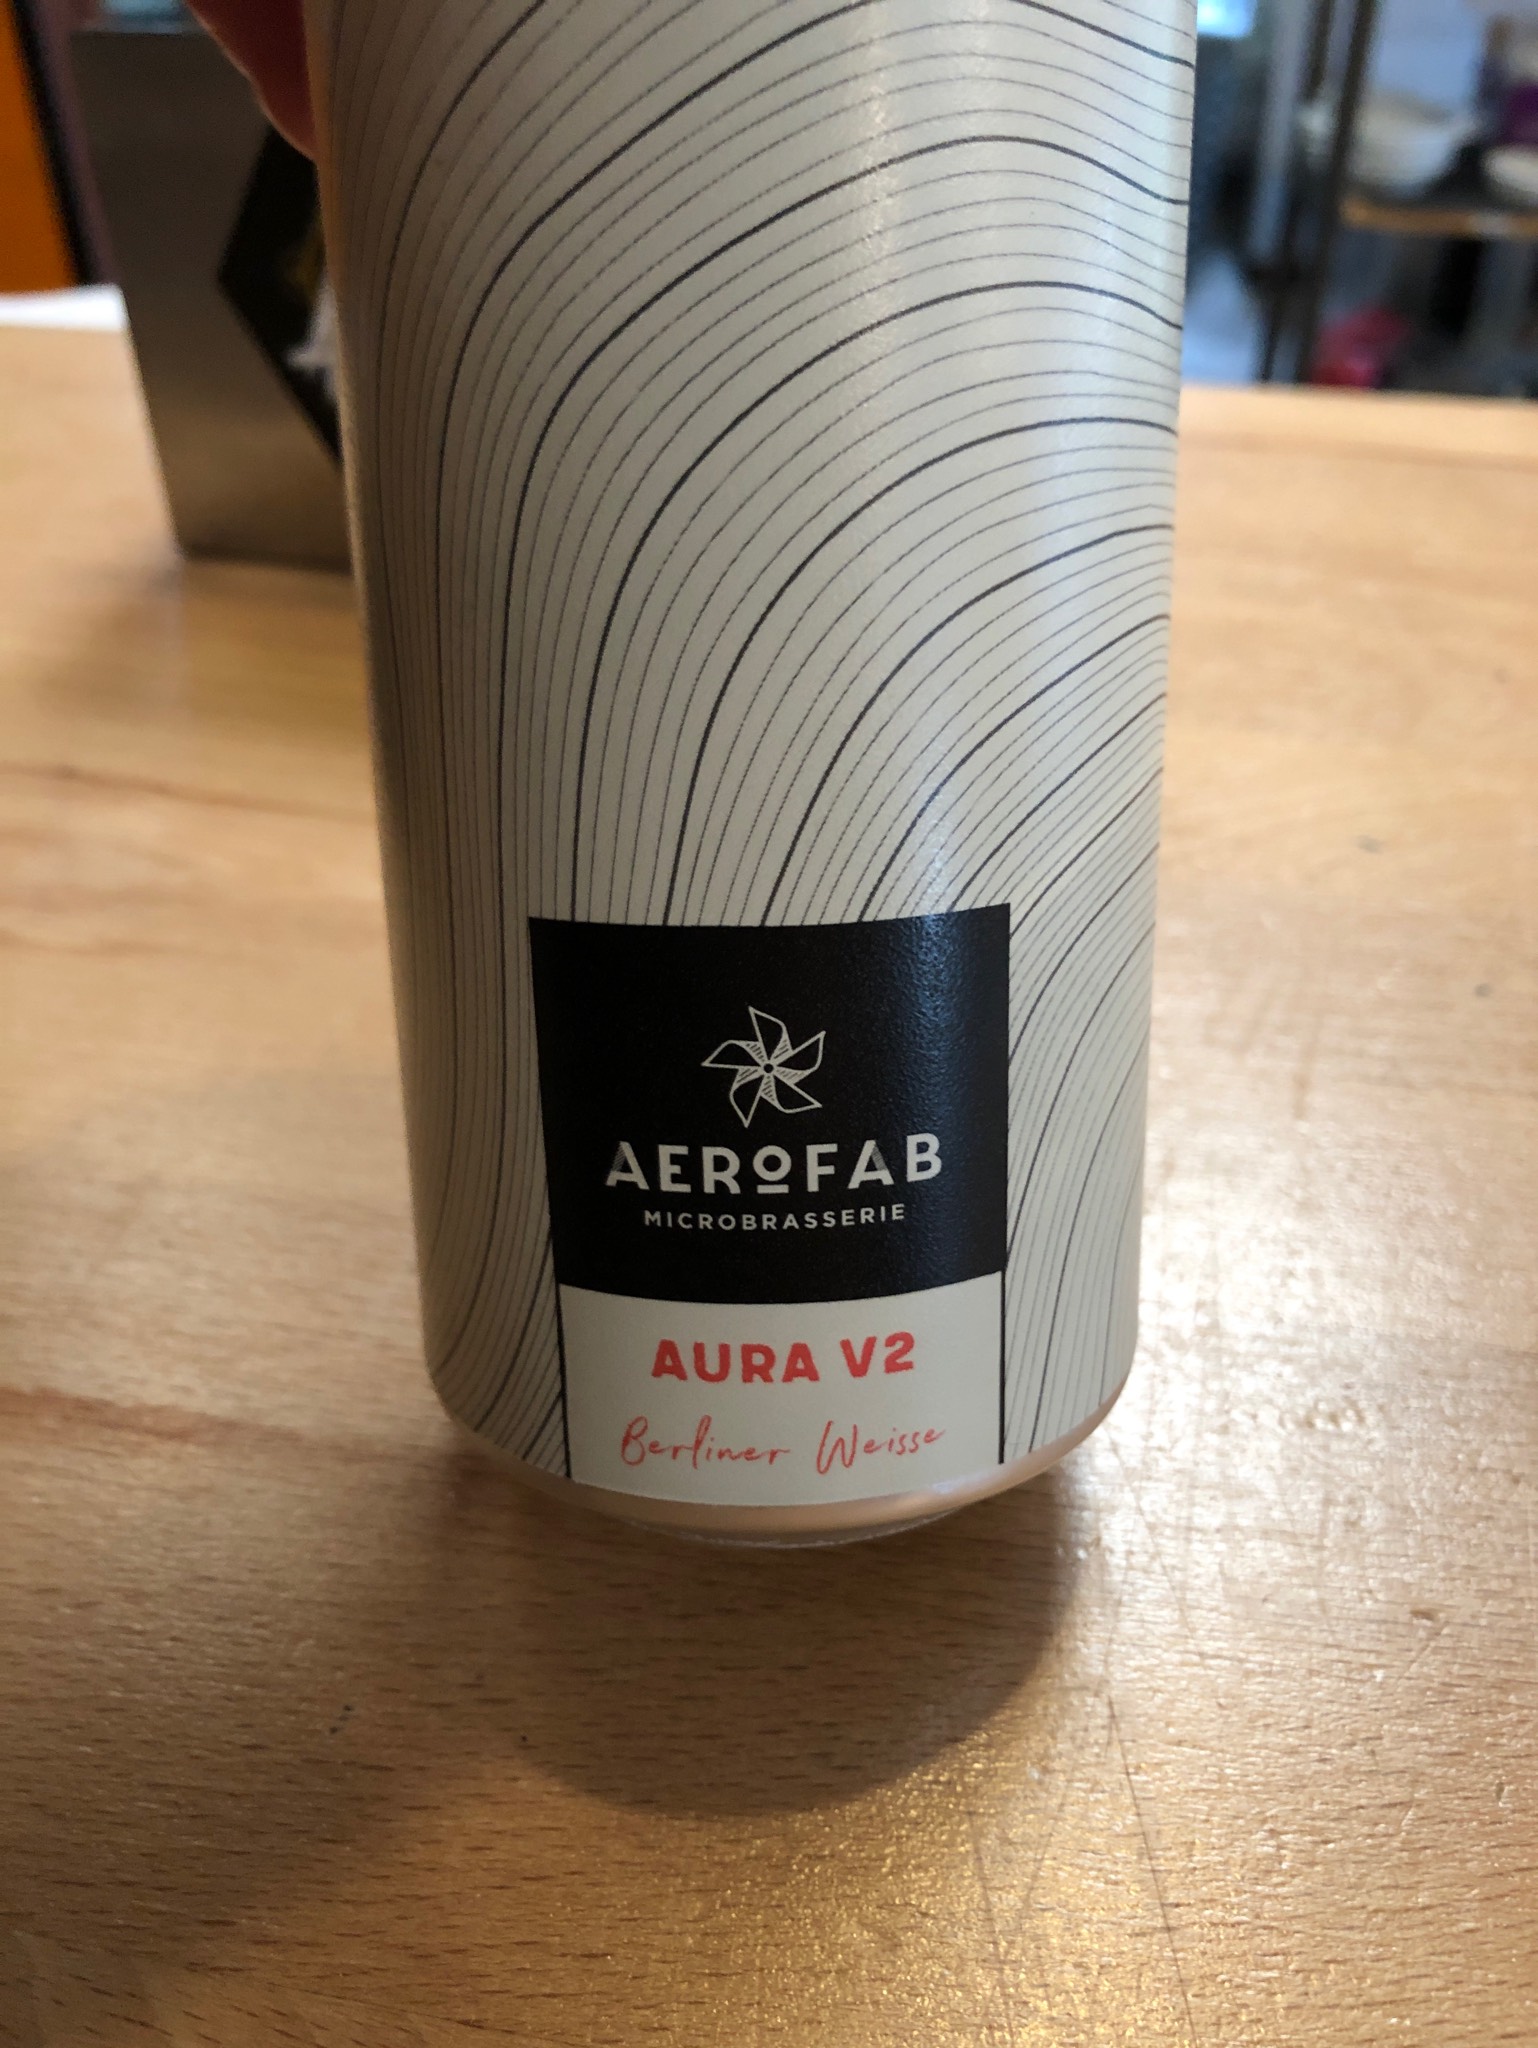 AEROFAB
MICROBRASSERIE
AURA V2
Berliner Weisse